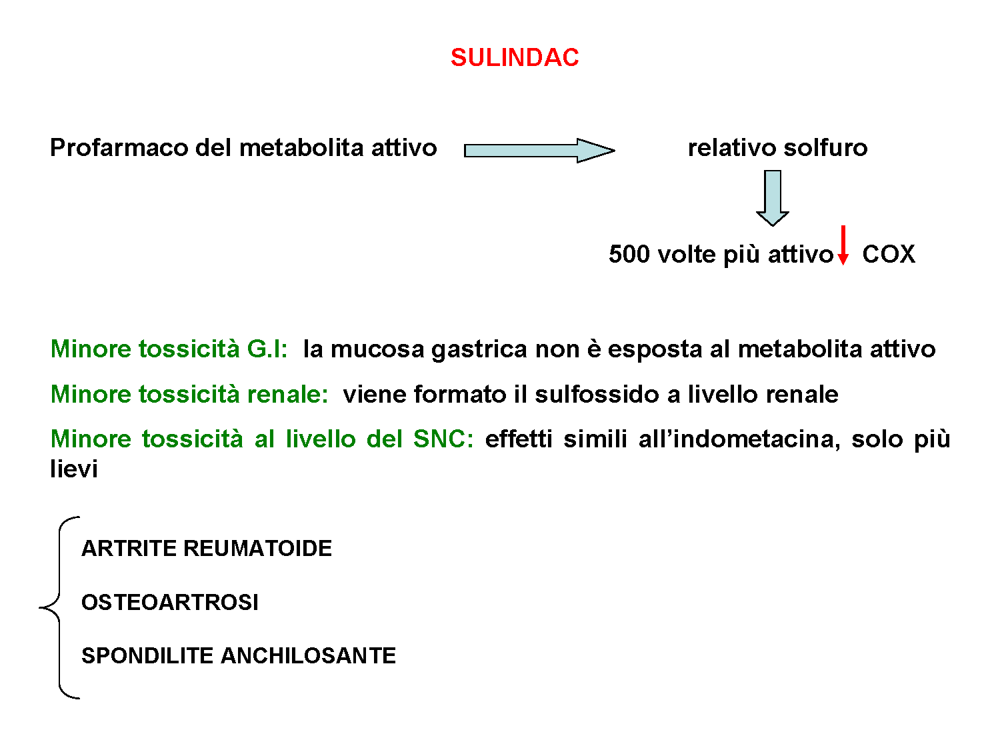 SULINDAC
Profarmaco del metabolita attivo relativo solfuro
500 volte più attivo COX
Minore tossicità G.I: la mucosa gastrica non è esposta al metabolita attivo
Minore tossicità renale: viene formato il sulfossido a livello renale
Minore tossicità al livello del SNC: effetti simili all’indometacina, solo più
lievi
ARTRITE REUMATOIDE
OSTEOARTROSI
SPONDILITE ANCHILOSANTE